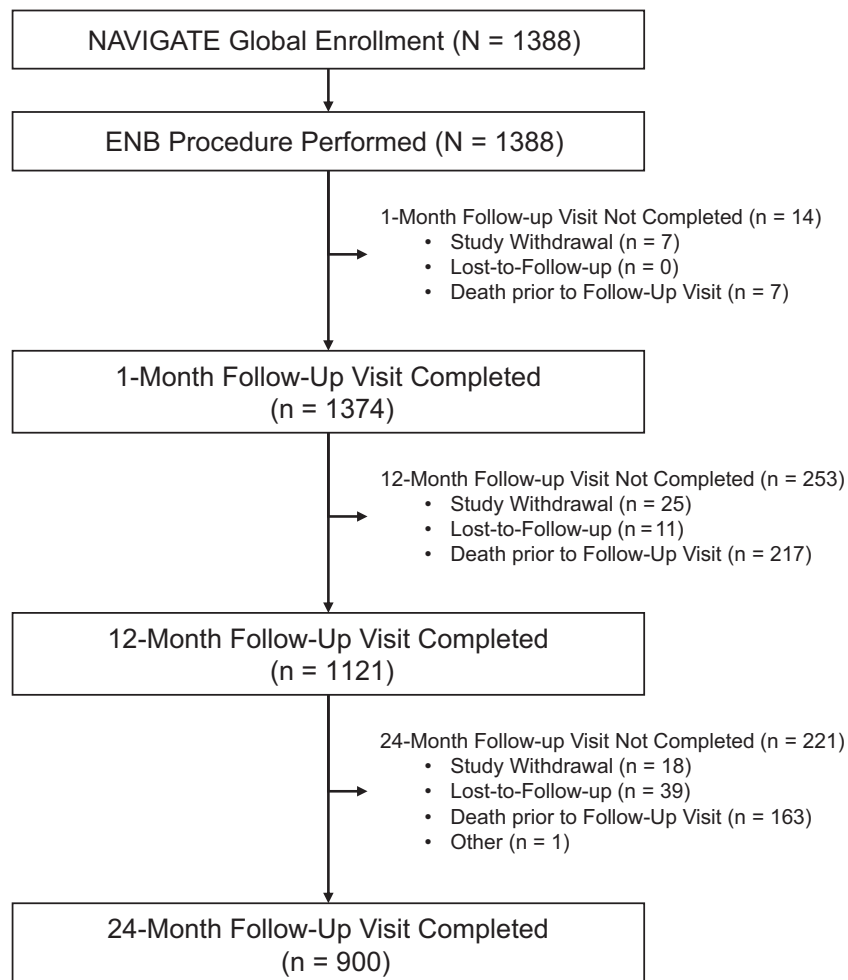 NAVIGATE Global Enrollment (N = 1388)
ENB Procedure Performed (N = 1388)
1-Month Follow-up Visit Not Completed (n = 14)
• Study Withdrawal (n = 7)
• Lost-to-Follow-up (n = 0)
• Death prior to Follow-Up Visit (n = 7)
1-Month Follow-Up Visit Completed
(n = 1374)
12-Month Follow-up Visit Not Completed (n = 253)
• Study Withdrawal (n = 25)
• Lost-to-Follow-up (n = 11)
• Death prior to Follow-Up Visit (n = 217)
12-Month Follow-Up Visit Completed
(n = 1121)
24-Month Follow-up Visit Not Completed (n = 221)
• Study Withdrawal (n = 18)
• Lost-to-Follow-up (n = 39)
• Death prior to Follow-Up Visit (n = 163)
• Other (n = 1)
24-Month Follow-Up Visit Completed
(n = 900)